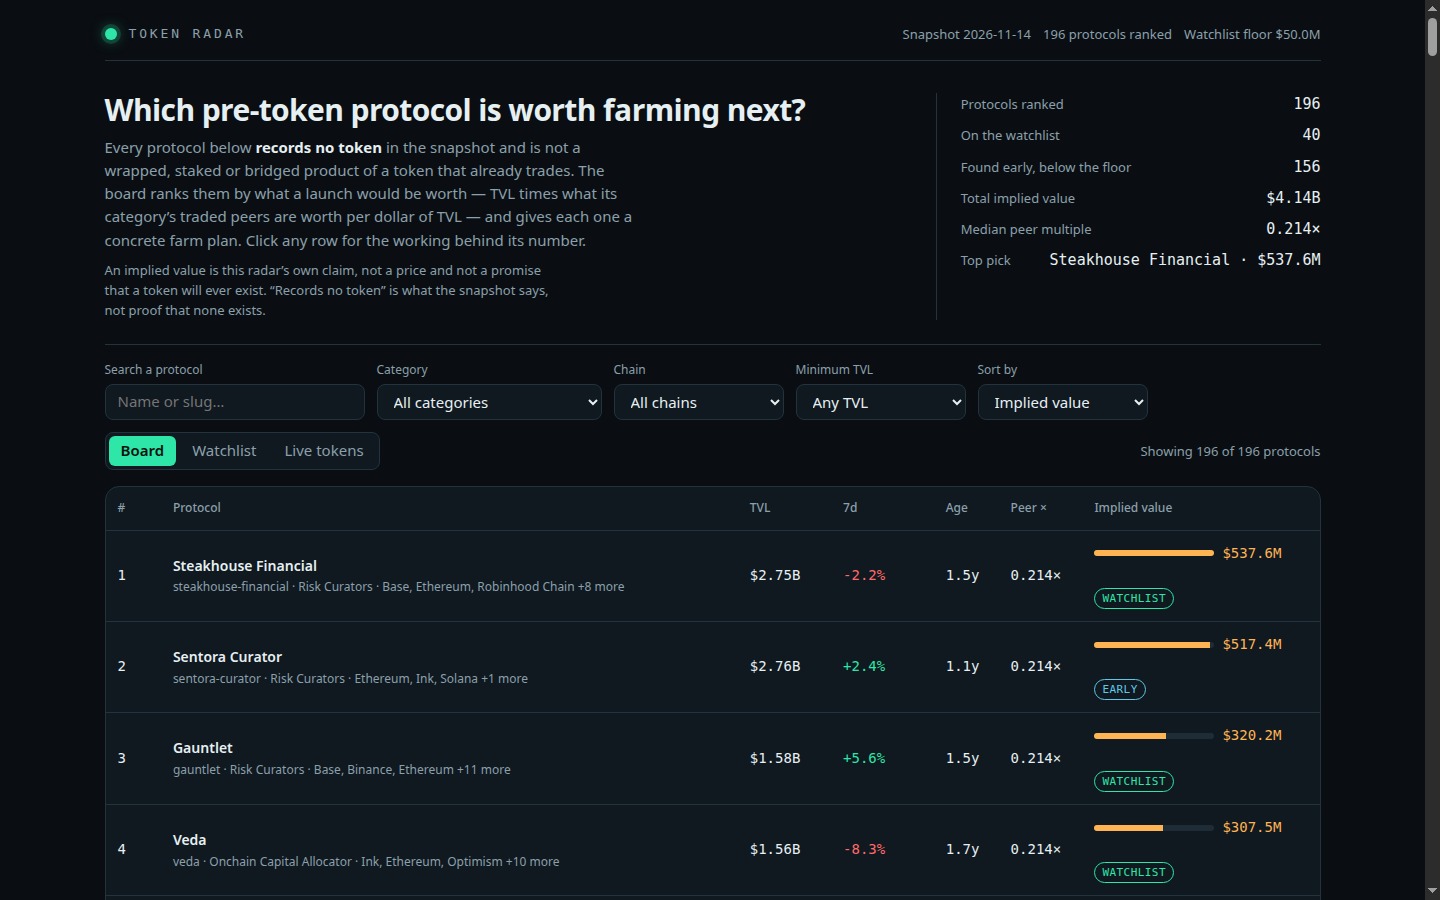 TOKEN RADAR
Snapshot 2026-11-14 196 protocols ranked Watchlist floor $50.0M
Which pre-token protocol is worth farming next?
Every protocol below records no token in the snapshot and is not a
wrapped, staked or bridged product of a token that already trades. The
board ranks them by what a launch would be worth — TVL times what its
category's traded peers are worth per dollar of TVL — and gives each one a
concrete farm plan. Click any row for the working behind its number.
An implied value is this radar's own claim, not a price and not a promise
that a token will ever exist. “Records no token” is what the snapshot says,
not proof that none exists.
Protocols ranked 196
On the watchlist 40
Found early, below the floor 156
Total implied value $4.14B
Median peer multiple 0.214×
Top pick Steakhouse Financial · $537.6M
Search a protocol Category Chain Minimum TVL Sort by
Name or slug... All categories All chains Any TVL Implied value
Board Watchlist Live tokens
Showing 196 of 196 protocols
# Protocol TVL 7d Age Peer × Implied value
1 Steakhouse Financial $2.75B -2.2% 1.5y 0.214× $537.6M
steakhouse-financial · Risk Curators · Base, Ethereum, Robinhood Chain +8 more
WATCHLIST
2 Sentora Curator $2.76B +2.4% 1.1y 0.214× $517.4M
sentora-curator · Risk Curators · Ethereum, Ink, Solana +1 more
EARLY
3 Gauntlet $1.58B +5.6% 1.5y 0.214× $320.2M
gauntlet · Risk Curators · Base, Binance, Ethereum +11 more
WATCHLIST
4 Veda $1.56B -8.3% 1.7y 0.214× $307.5M
veda · Onchain Capital Allocator · Ink, Ethereum, Optimism +10 more
WATCHLIST